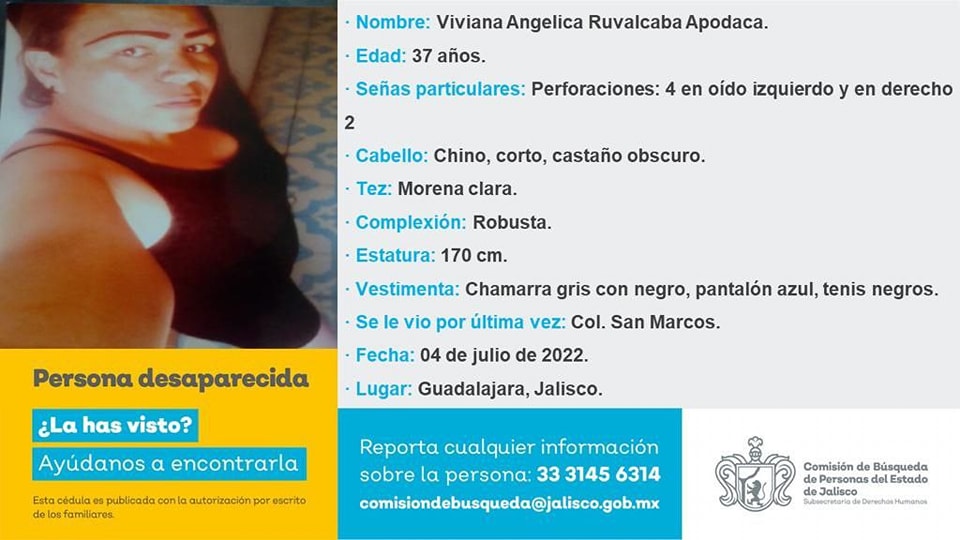 · Nombre: Viviana Angelica Ruvalcaba Apodaca.
· Edad: 37 años.
· Señas particulares: Perforaciones: 4 en oído izquierdo y en derecho
2
· Cabello: Chino, corto, castaño obscuro.
· Tez: Morena clara.
· Complexión: Robusta.
· Estatura: 170 cm.
· Vestimenta: Chamarra gris con negro, pantalón azul, tenis negros.
· Se le vio por última vez: Col. San Marcos.
· Fecha: 04 de julio de 2022.
· Lugar: Guadalajara, Jalisco.
Persona desaparecida
¿La has visto?
Ayúdanos a encontrarla
Esta cédula es publicada con la autorización por escrito
de los familiares.
Reporta cualquier información
sobre la persona: 33 3145 6314
comisiondebusqueda@jalisco.gob.mx
Comisión de Búsqueda
de Personas del Estado
de Jalisco
Subsecretaría de Derechos Humanos